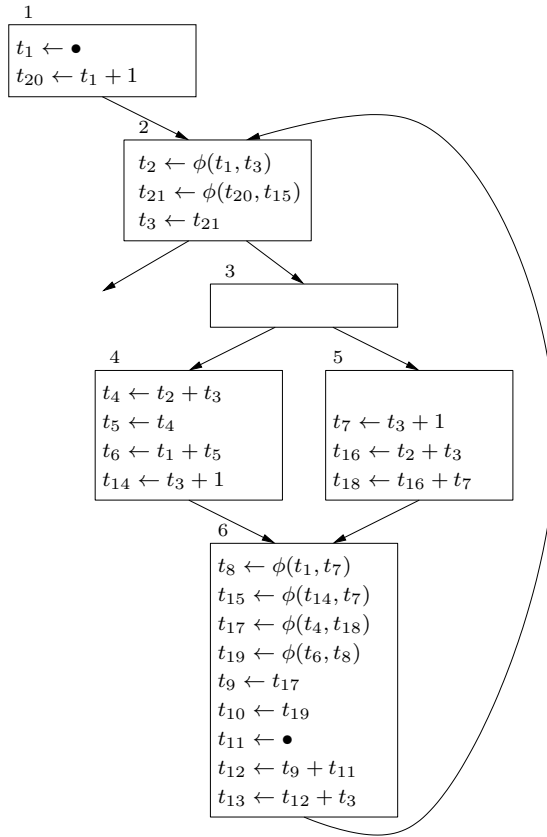 1
t₁ ← •
t₂₀ ← t₁ + 1
2
t₂ ← ϕ(t₁, t₃)
t₂₁ ← ϕ(t₂₀, t₁₅)
t₃ ← t₂₁
3
4
t₄ ← t₂ + t₃
t₅ ← t₄
t₆ ← t₁ + t₅
t₁₄ ← t₃ + 1
5
t₇ ← t₃ + 1
t₁₆ ← t₂ + t₃
t₁₈ ← t₁₆ + t₇
6
t₈ ← ϕ(t₁, t₇)
t₁₅ ← ϕ(t₁₄, t₇)
t₁₇ ← ϕ(t₄, t₁₈)
t₁₉ ← ϕ(t₆, t₈)
t₉ ← t₁₇
t₁₀ ← t₁₉
t₁₁ ← •
t₁₂ ← t₉ + t₁₁
t₁₃ ← t₁₂ + t₃